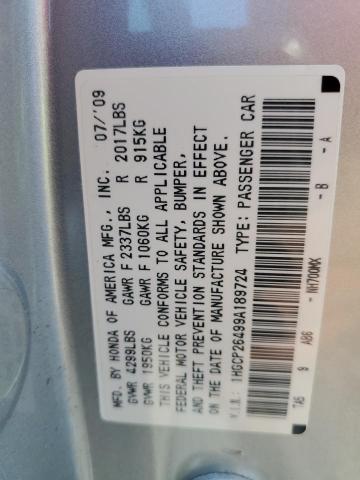 MFD. BY HONDA OF AMERICA MFG., INC. 07/'09
GVWR 4299LBS GAWR F 2337LBS R 2017LBS
GVWR 1950KG GAWR F 1060KG R 915KG
THIS VEHICLE CONFORMS TO ALL APPLICABLE
FEDERAL MOTOR VEHICLE SAFETY, BUMPER,
AND THEFT PREVENTION STANDARDS IN EFFECT
ON THE DATE OF MANUFACTURE SHOWN ABOVE.
V.I.N.: 1HGCP26499A189724 TYPE: PASSENGER CAR
TA5 9 A86 - NH700MX - B - A